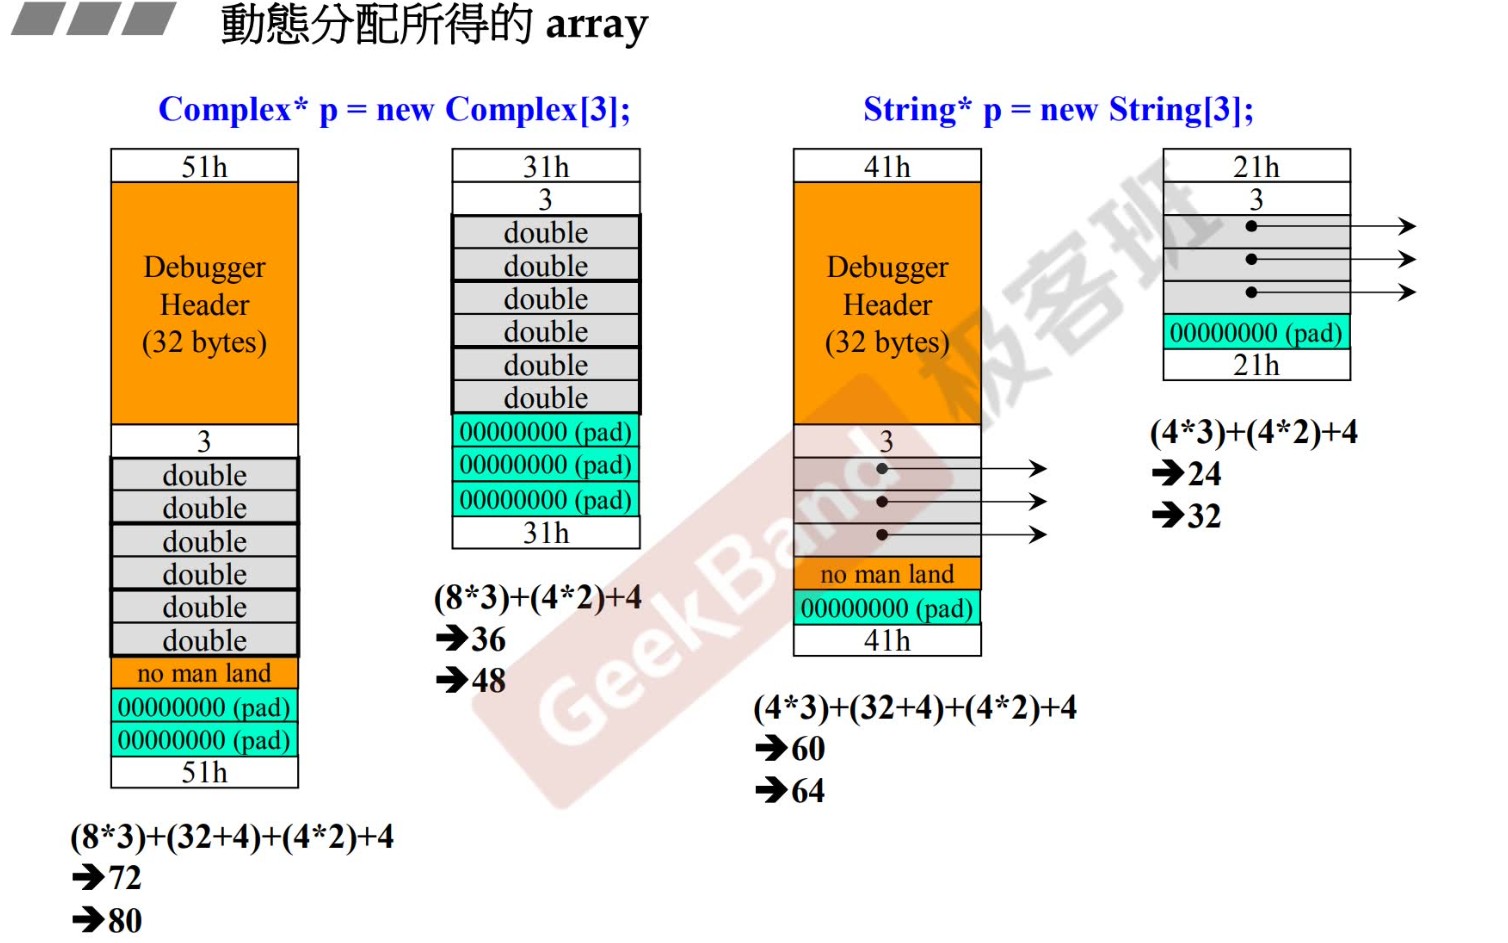 動態分配所得的 array
Complex* p = new Complex[3];
51h
Debugger
Header
(32 bytes)
3
double
double
double
double
double
double
no man land
00000000 (pad)
00000000 (pad)
51h
(8*3)+(32+4)+(4*2)+4
➔72
➔80
31h
3
double
double
double
double
double
double
00000000 (pad)
00000000 (pad)
00000000 (pad)
31h
(8*3)+(4*2)+4
➔36
➔48
String* p = new String[3];
41h
Debugger
Header
(32 bytes)
3
no man land
00000000 (pad)
41h
(4*3)+(32+4)+(4*2)+4
➔60
➔64
21h
3
00000000 (pad)
21h
(4*3)+(4*2)+4
➔24
➔32
GeekBand 极客班